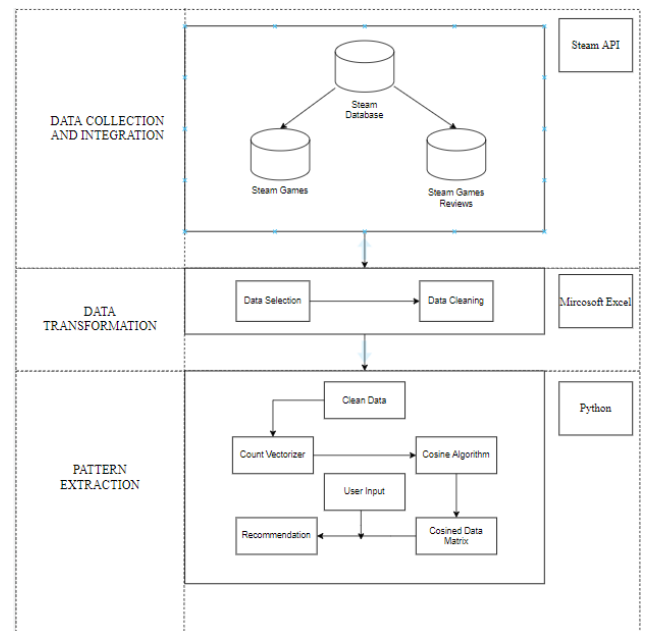 Steam API
Steam
Database
DATA COLLECTION
AND INTEGRATION
Steam Games
Steam Games
Reviews
DATA
TRANSFORMATION
Data Selection
Data Cleaning
Mircosoft Excel
Clean Data
Python
Count Vectorizer
Cosine Algorithm
PATTERN
EXTRACTION
User Input
Recommendation
Cosined Data
Matrix